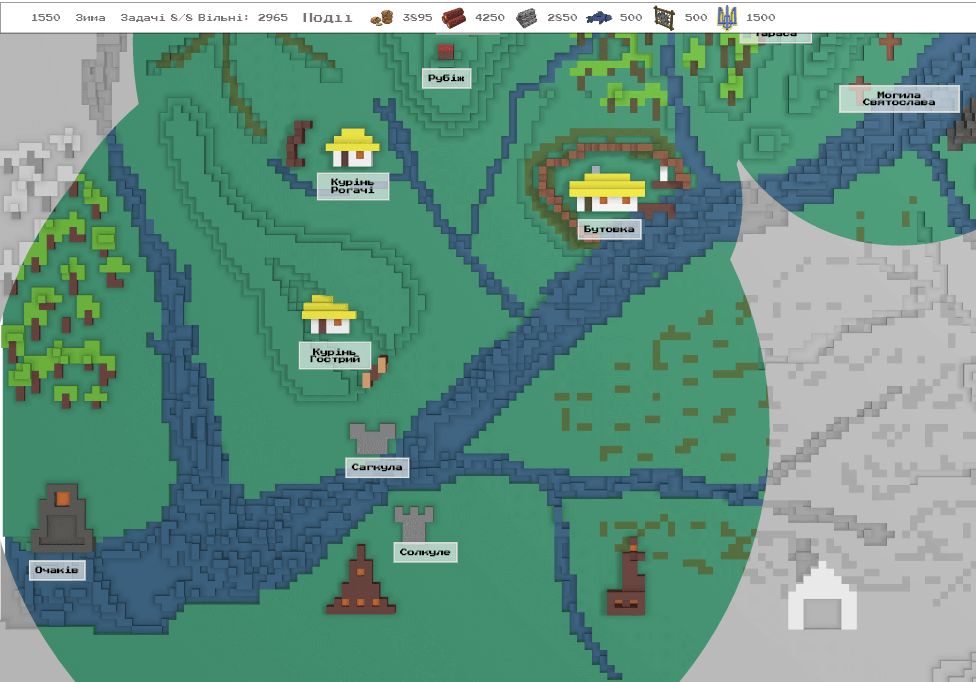 1550 Зима Задачі 8/8 Вільні: 2965 Події 3895 4250 2850 500 500 1500
Тараса
Рубіж
Могила
Святослава
Курінь
Рогачі
Бутовка
Курінь
Гострий
Сагкула
Солкуле
Очаків